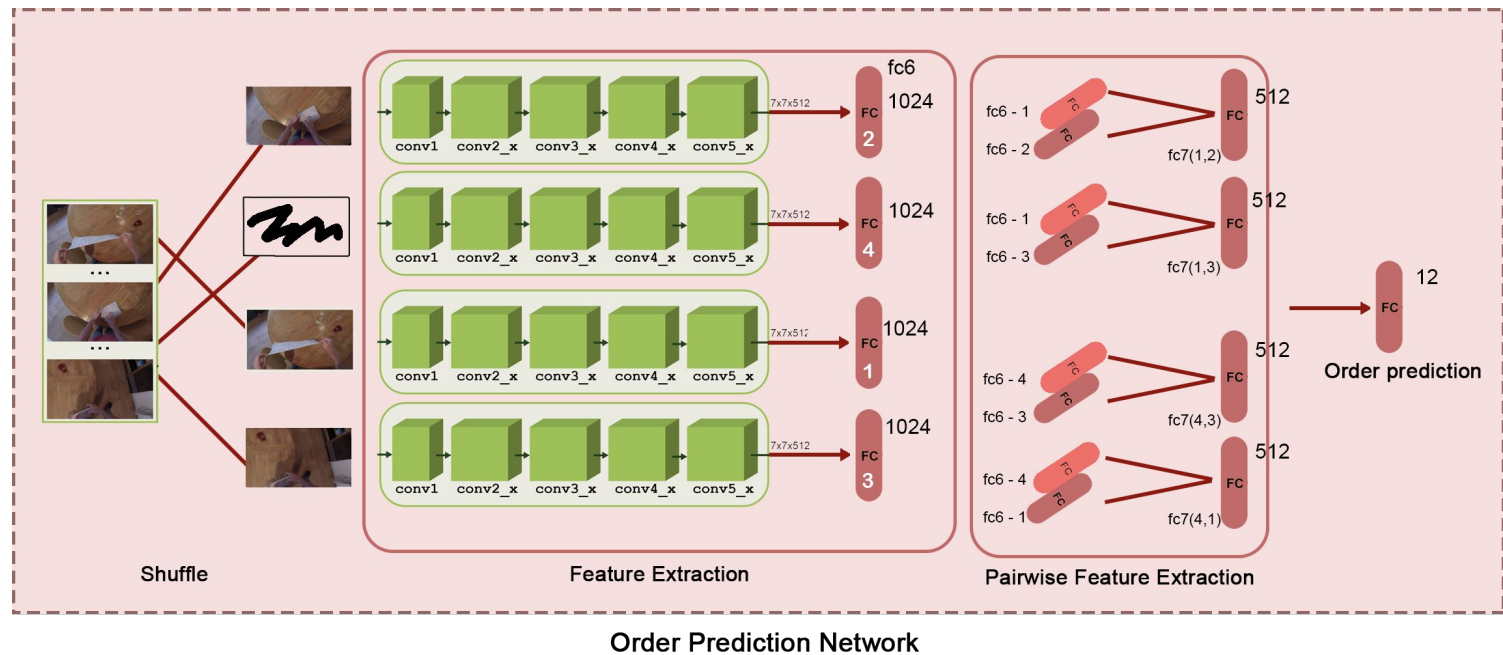 fc6
7x7x512
FC
1024
2
conv1 conv2_x conv3_x conv4_x conv5_x
7x7x512
FC
1024
4
conv1 conv2_x conv3_x conv4_x conv5_x
7x7x512
FC
1024
1
conv1 conv2_x conv3_x conv4_x conv5_x
7x7x512
FC
1024
3
conv1 conv2_x conv3_x conv4_x conv5_x
...
...
fc6 - 1
FC
fc6 - 2
FC
FC
512
fc7(1,2)
fc6 - 1
FC
fc6 - 3
FC
FC
512
fc7(1,3)
fc6 - 4
FC
fc6 - 3
FC
FC
512
fc7(4,3)
fc6 - 4
FC
fc6 - 1
FC
FC
512
fc7(4,1)
FC
12
Order prediction
Shuffle
Feature Extraction
Pairwise Feature Extraction
Order Prediction Network